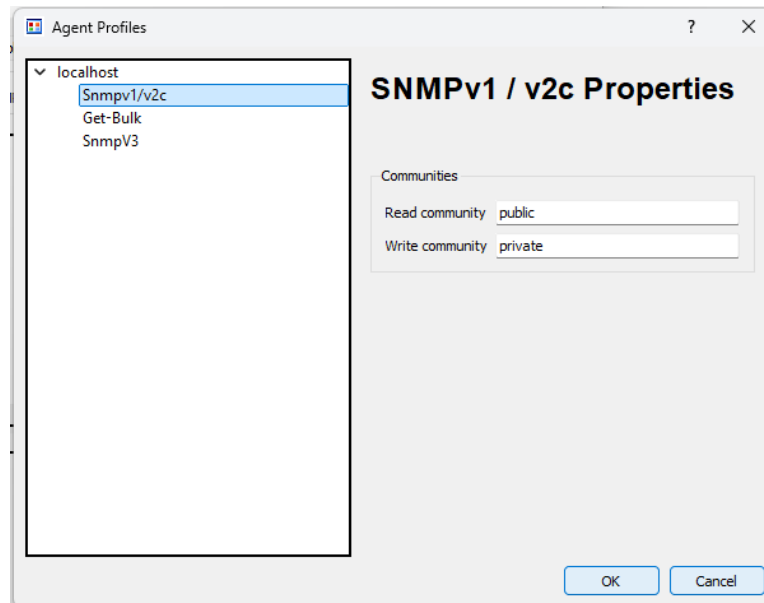 Agent Profiles
?
localhost
Snmpv1/v2c
Get-Bulk
SnmpV3
SNMPv1 / v2c Properties
Communities
Read community public
Write community private
OK Cancel